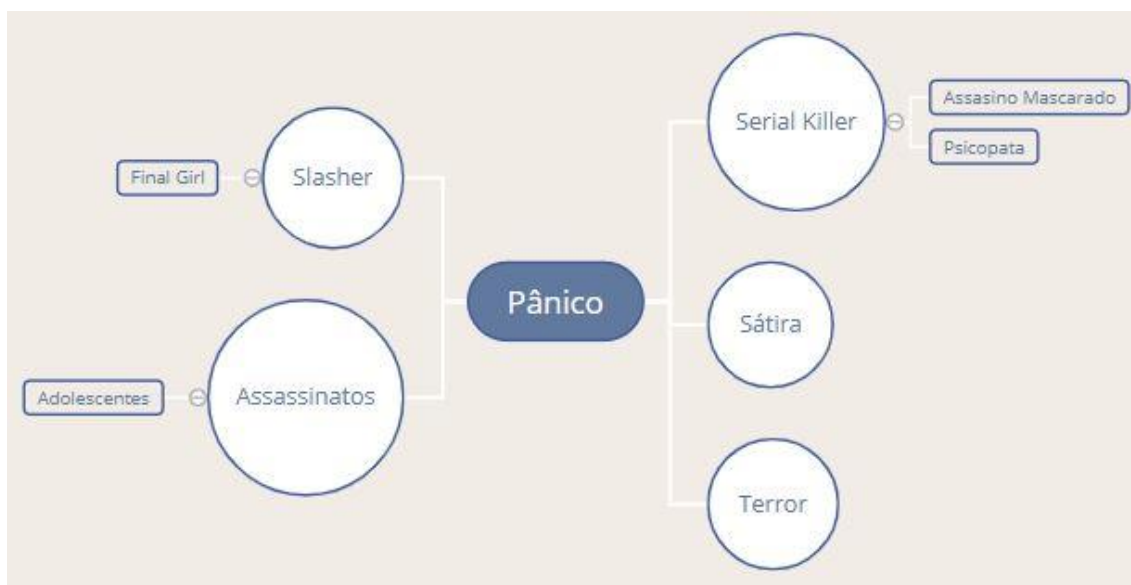 Assasino Mascarado
Serial Killer
Psicopata
Final Girl
Slasher
Pânico
Sátira
Adolescentes
Assassinatos
Terror